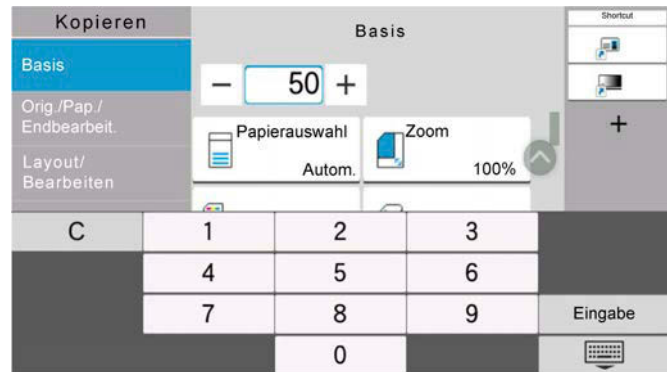 Kopieren
Basis
Orig./Pap./
Endbearbeit.
Layout/
Bearbeiten
Basis
− 50 +
Papierauswahl
Autom.
Zoom
100%
Shortcut
+
C 1 2 3
4 5 6
7 8 9 Eingabe
0